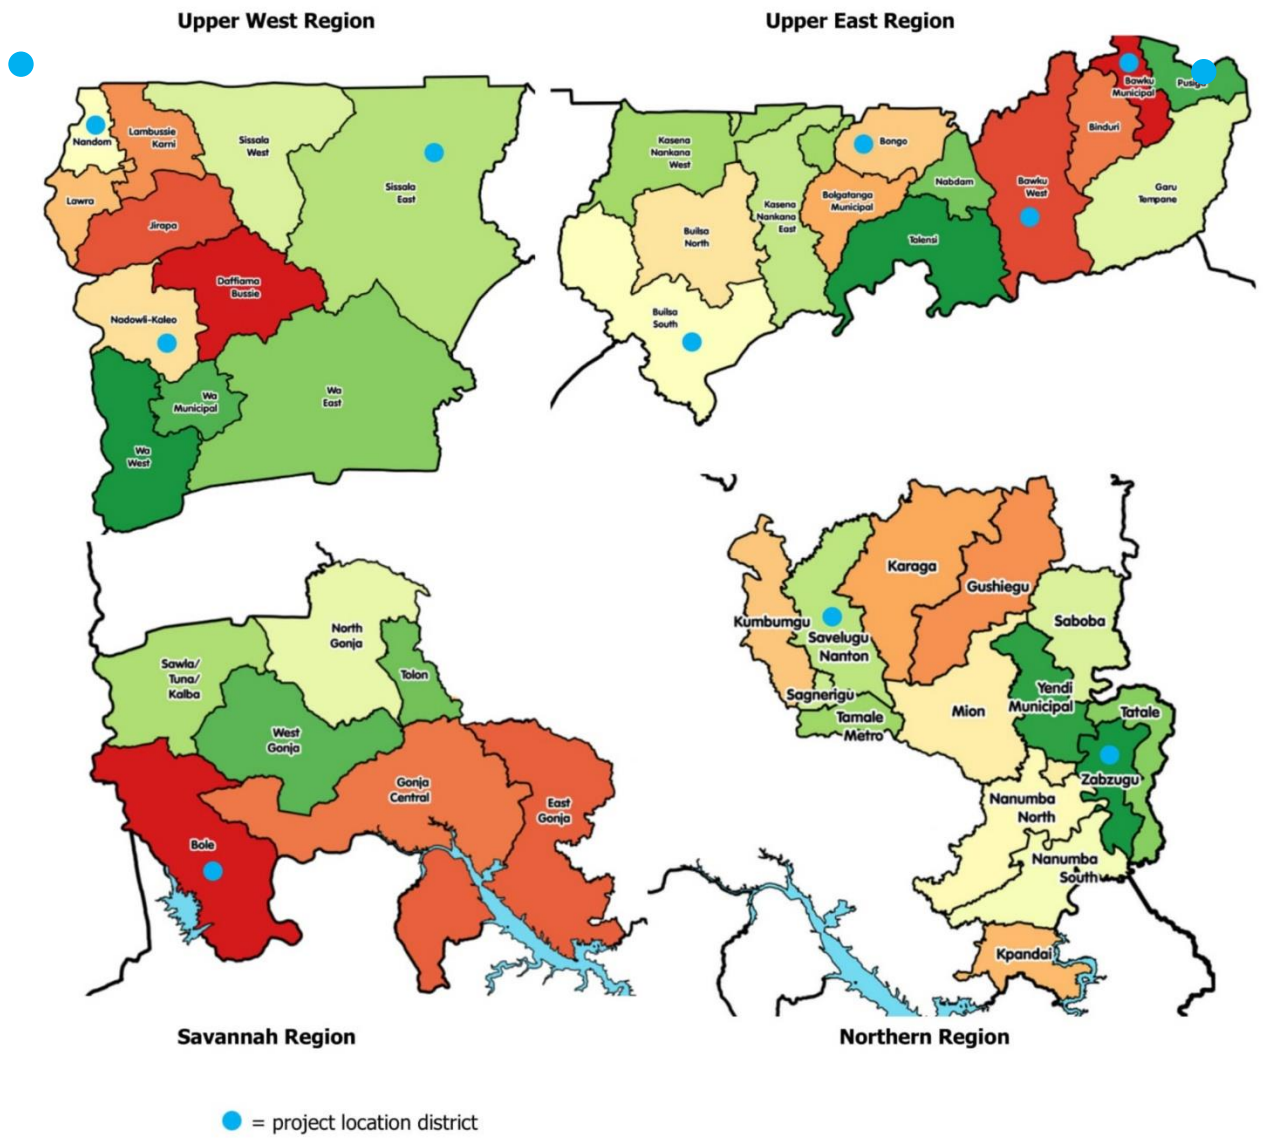 Upper West Region
Upper East Region
Nandom
Lambussie
Karni
Sissala
West
Sissala
East
Lawra
Jirapa
Daffiama
Bussie
Nadowli-Kaleo
Wa
Municipal
Wa
East
Wa
West
Kasena
Nankana
West
Bongo
Bawku
Municipal
Pusiga
Binduri
Nabdam
Bawku
West
Garu
Tempane
Bolgatanga
Municipal
Kasena
Nankana
East
Builsa
North
Talensi
Builsa
South
North
Gonja
Sawla/
Tuna/
Kalba
Tolon
West
Gonja
Gonja
Central
East
Gonja
Bole
Karaga
Gushiegu
Kumbumgu
Savelugu
Nanton
Saboba
Sagnerigu
Tamale
Metro
Mion
Yendi
Municipal
Tatale
Zabzugu
Nanumba
North
Nanumba
South
Kpandai
Savannah Region
Northern Region
= project location district